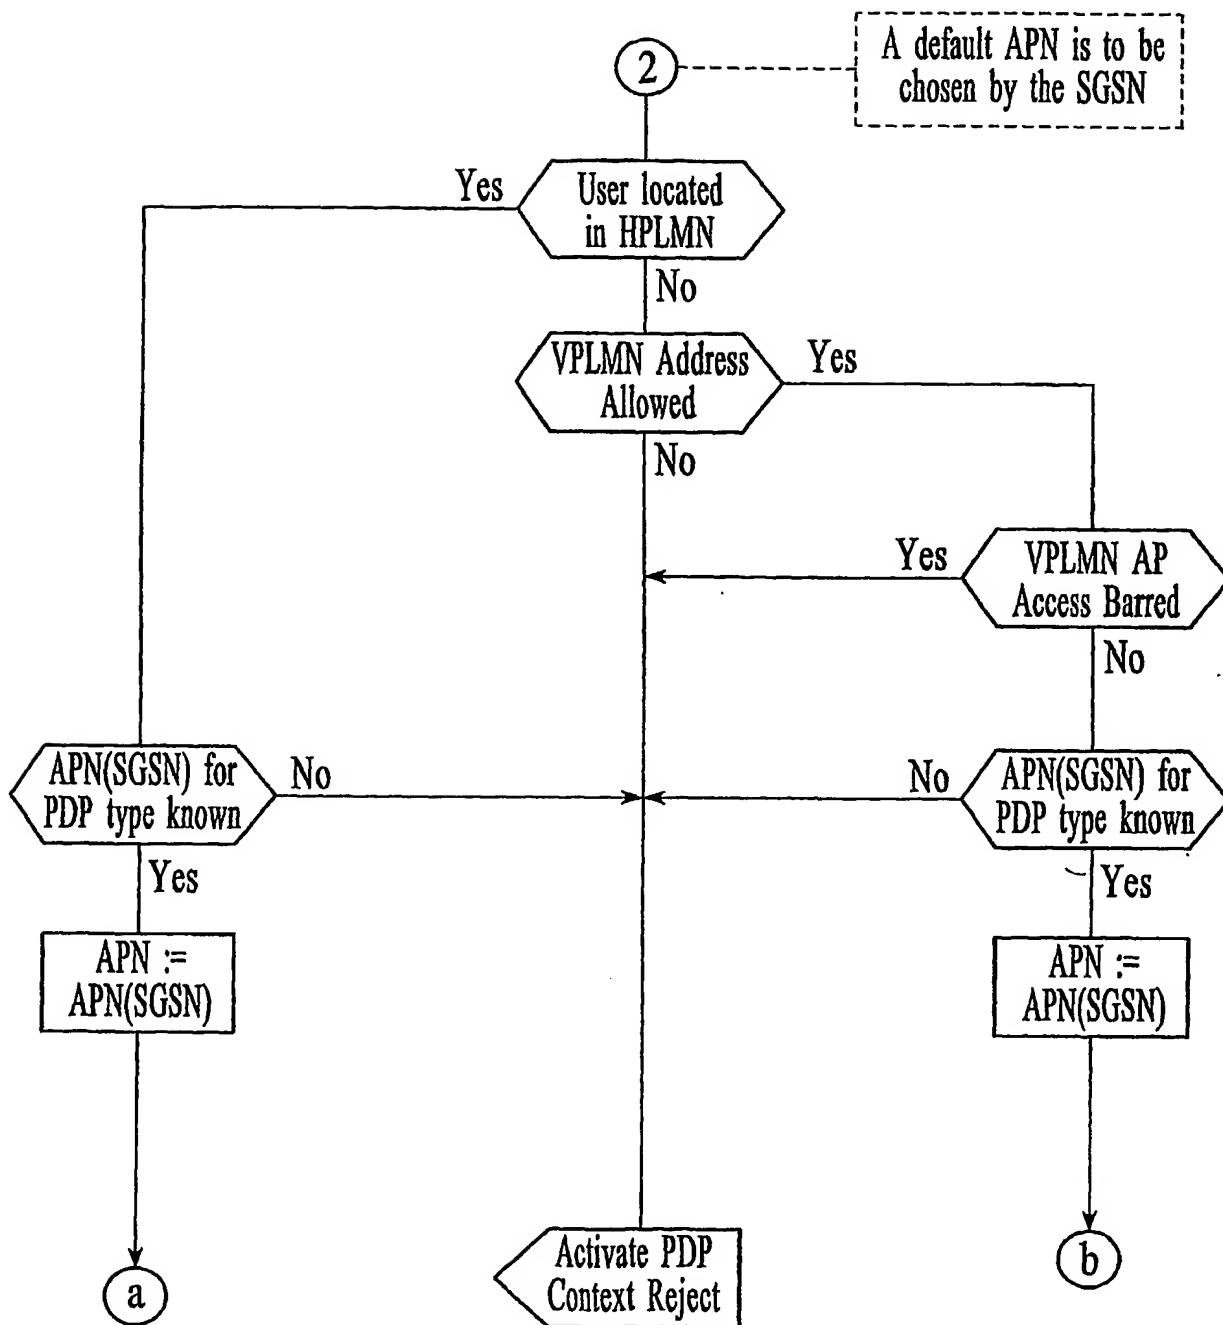 2
A default APN is to be
chosen by the SGSN
Yes
User located
in HPLMN
No
VPLMN Address
Allowed
Yes
No
Yes
VPLMN AP
Access Barred
No
APN(SGSN) for
PDP type known
No
No
APN(SGSN) for
PDP type known
Yes
Yes
APN :=
APN(SGSN)
APN :=
APN(SGSN)
a
Activate PDP
Context Reject
b